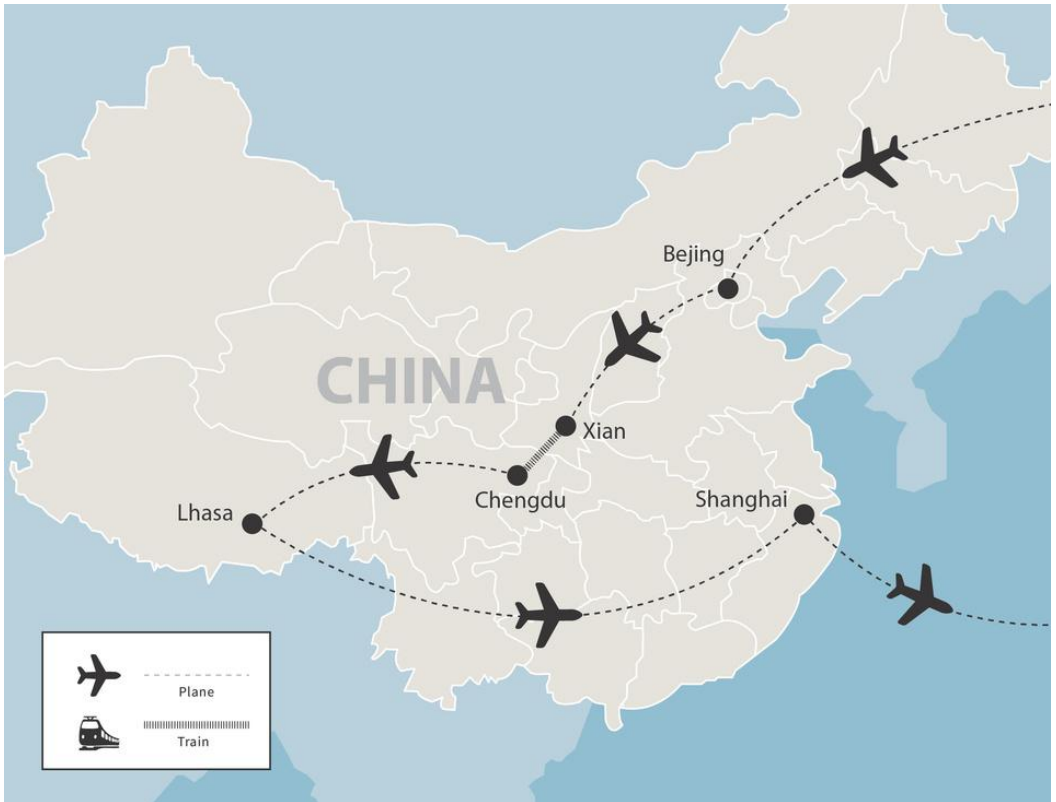 Bejing
CHINA
Xian
Chengdu
Lhasa
Shanghai
Plane
Train